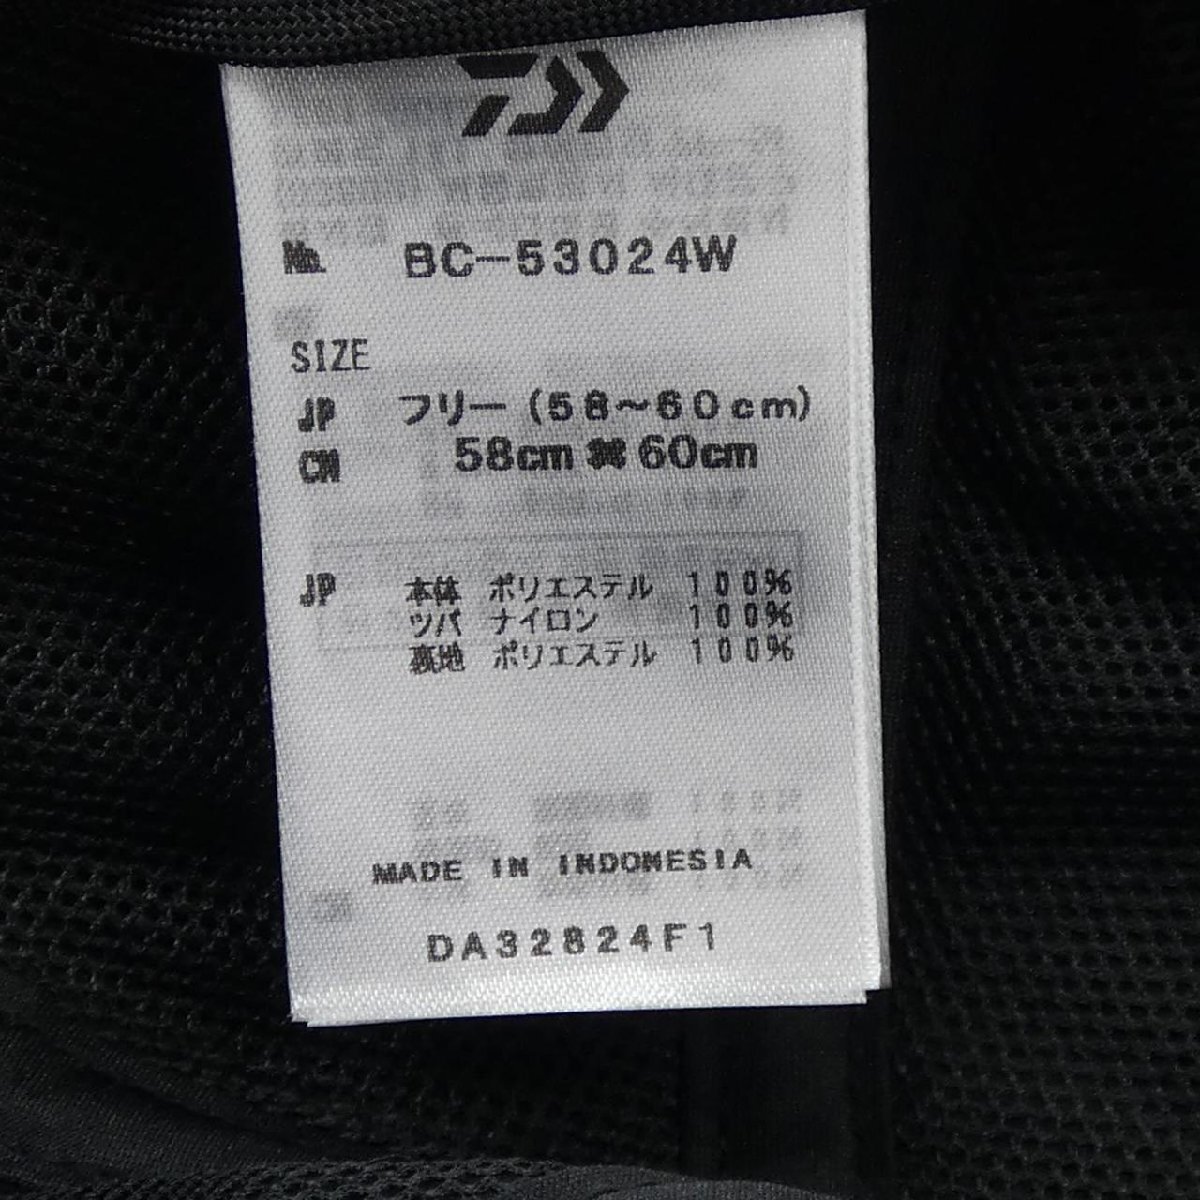 No. BC-53024W
SIZE
JP フリー(58~60cm)
CN 58cm 60cm
JP 本体 ポリエステル 100%
ツバ ナイロン 100%
裏地 ポリエステル 100%
MADE IN INDONESIA
DA32824F1